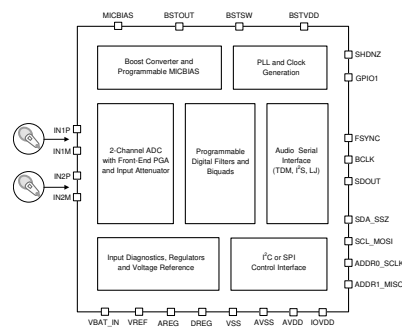 MICBIAS
BSTOUT
BSTSW
BSTVDD
Boost Converter and
Programmable MICBIAS
PLL and Clock
Generation
SHDNZ
GPIO1
IN1P
IN1M
IN2P
IN2M
2-Channel ADC
with Front-End PGA
and Input Attenuator
Programmable
Digital Filters and
Biquads
Audio Serial
Interface
(TDM, I²S, LJ)
FSYNC
BCLK
SDOUT
SDA_SSZ
SCL_MOSI
ADDR0_SCLK
ADDR1_MISO
Input Diagnostics, Regulators
and Voltage Reference
I²C or SPI
Control Interface
VBAT_IN
VREF
AREG
DREG
VSS
AVSS
AVDD
IOVDD